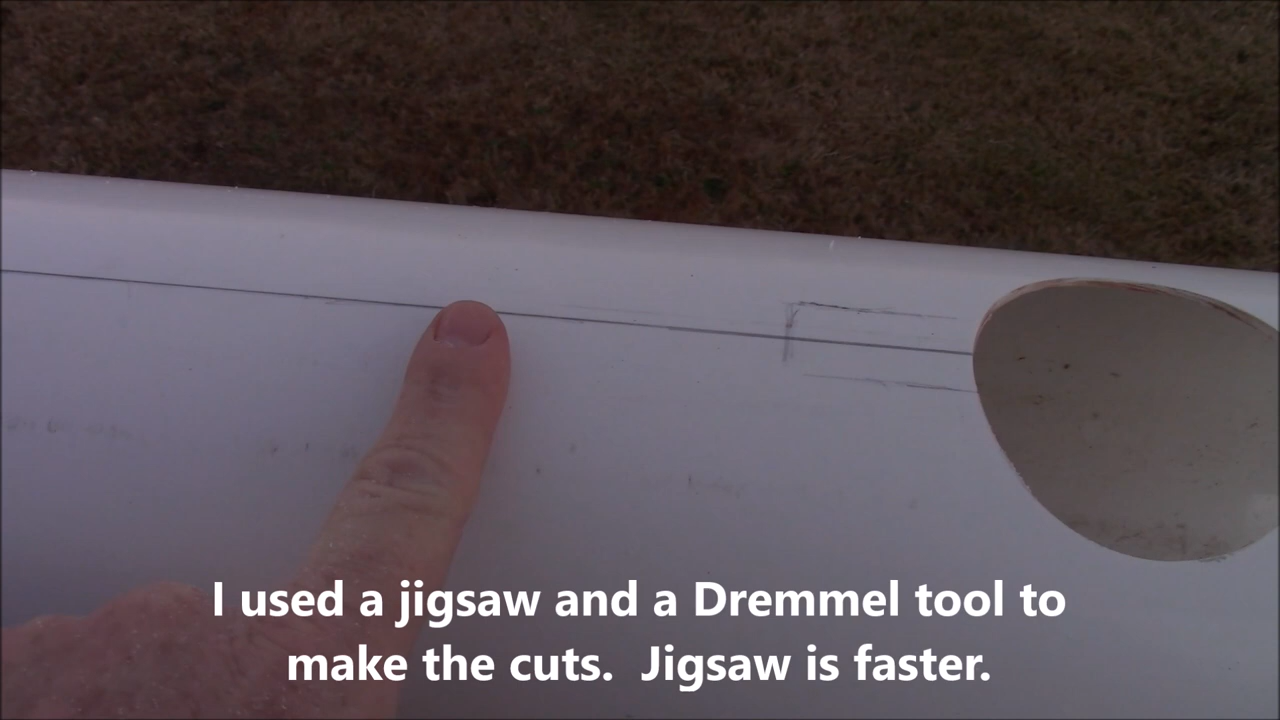 I used a jigsaw and a Dremmel tool to
make the cuts.  Jigsaw is faster.